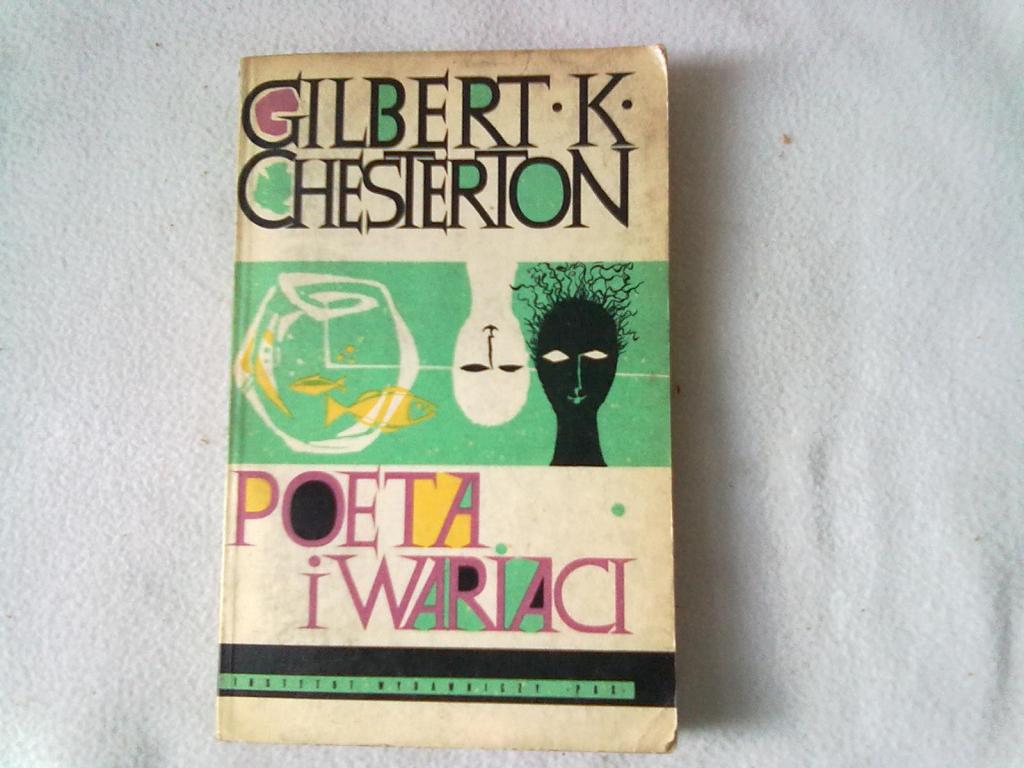 GILBERT · K ·
CHESTERTON
POETA
i WARiACI
INSTYTUT · WYDAWNICZY · PAX ·